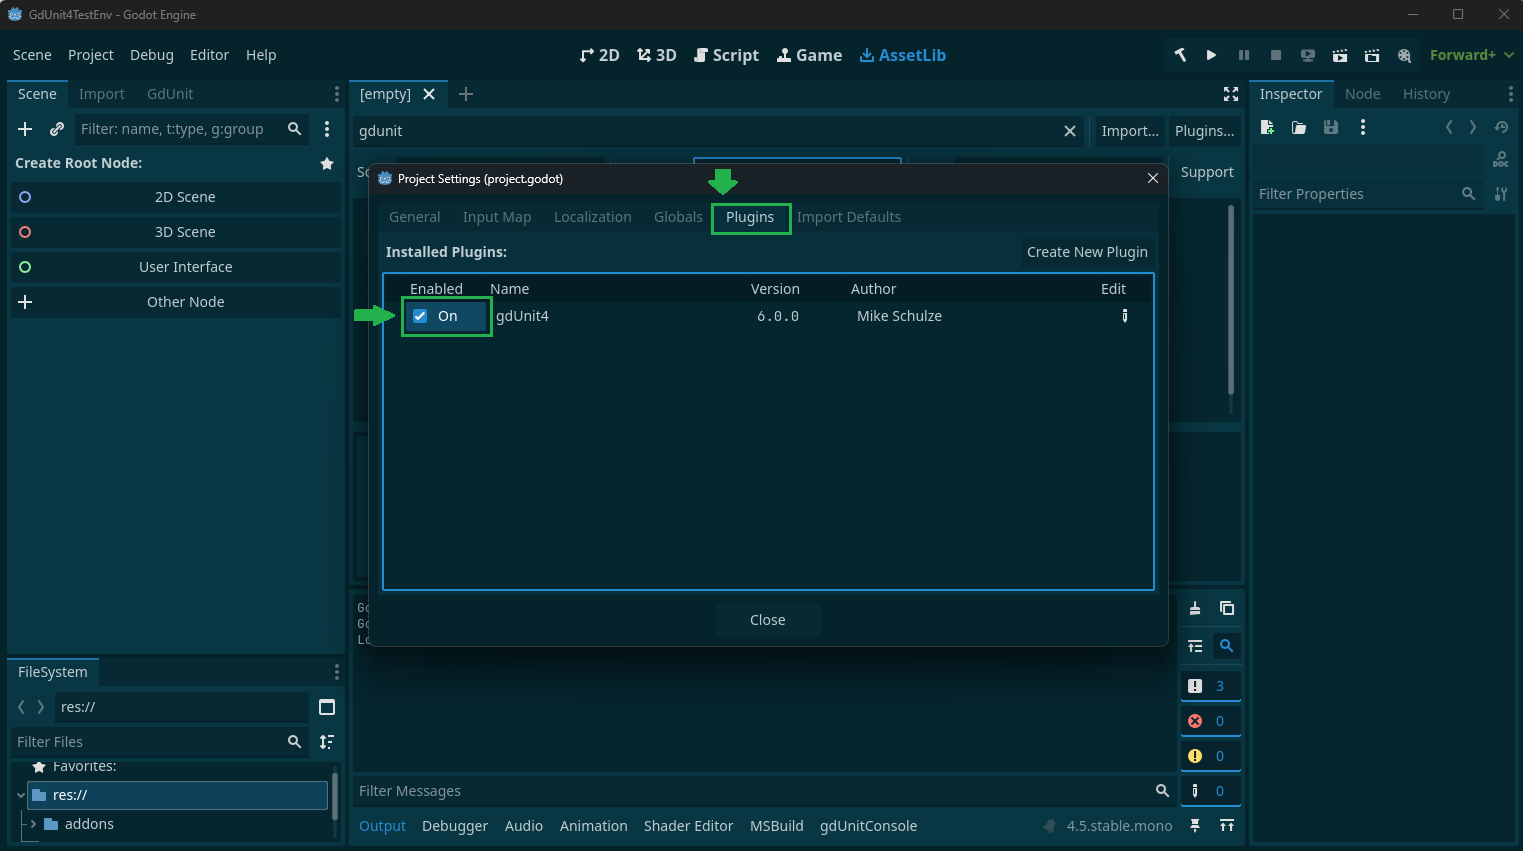 GdUnit4TestEnv - Godot Engine
Scene Project Debug Editor Help
2D 3D Script Game AssetLib
Forward+
Scene Import GdUnit
Filter: name, t:type, g:group
Create Root Node:
2D Scene
3D Scene
User Interface
Other Node
[empty]
gdunit
Import... Plugins...
Support
Project Settings (project.godot)
General Input Map Localization Globals Plugins Import Defaults
Installed Plugins: Create New Plugin
Enabled Name Version Author Edit
On gdUnit4 6.0.0 Mike Schulze
Close
Inspector Node History
Filter Properties
FileSystem
res://
Filter Files
Favorites:
res://
addons
3
0
0
0
Filter Messages
Output Debugger Audio Animation Shader Editor MSBuild gdUnitConsole
4.5.stable.mono